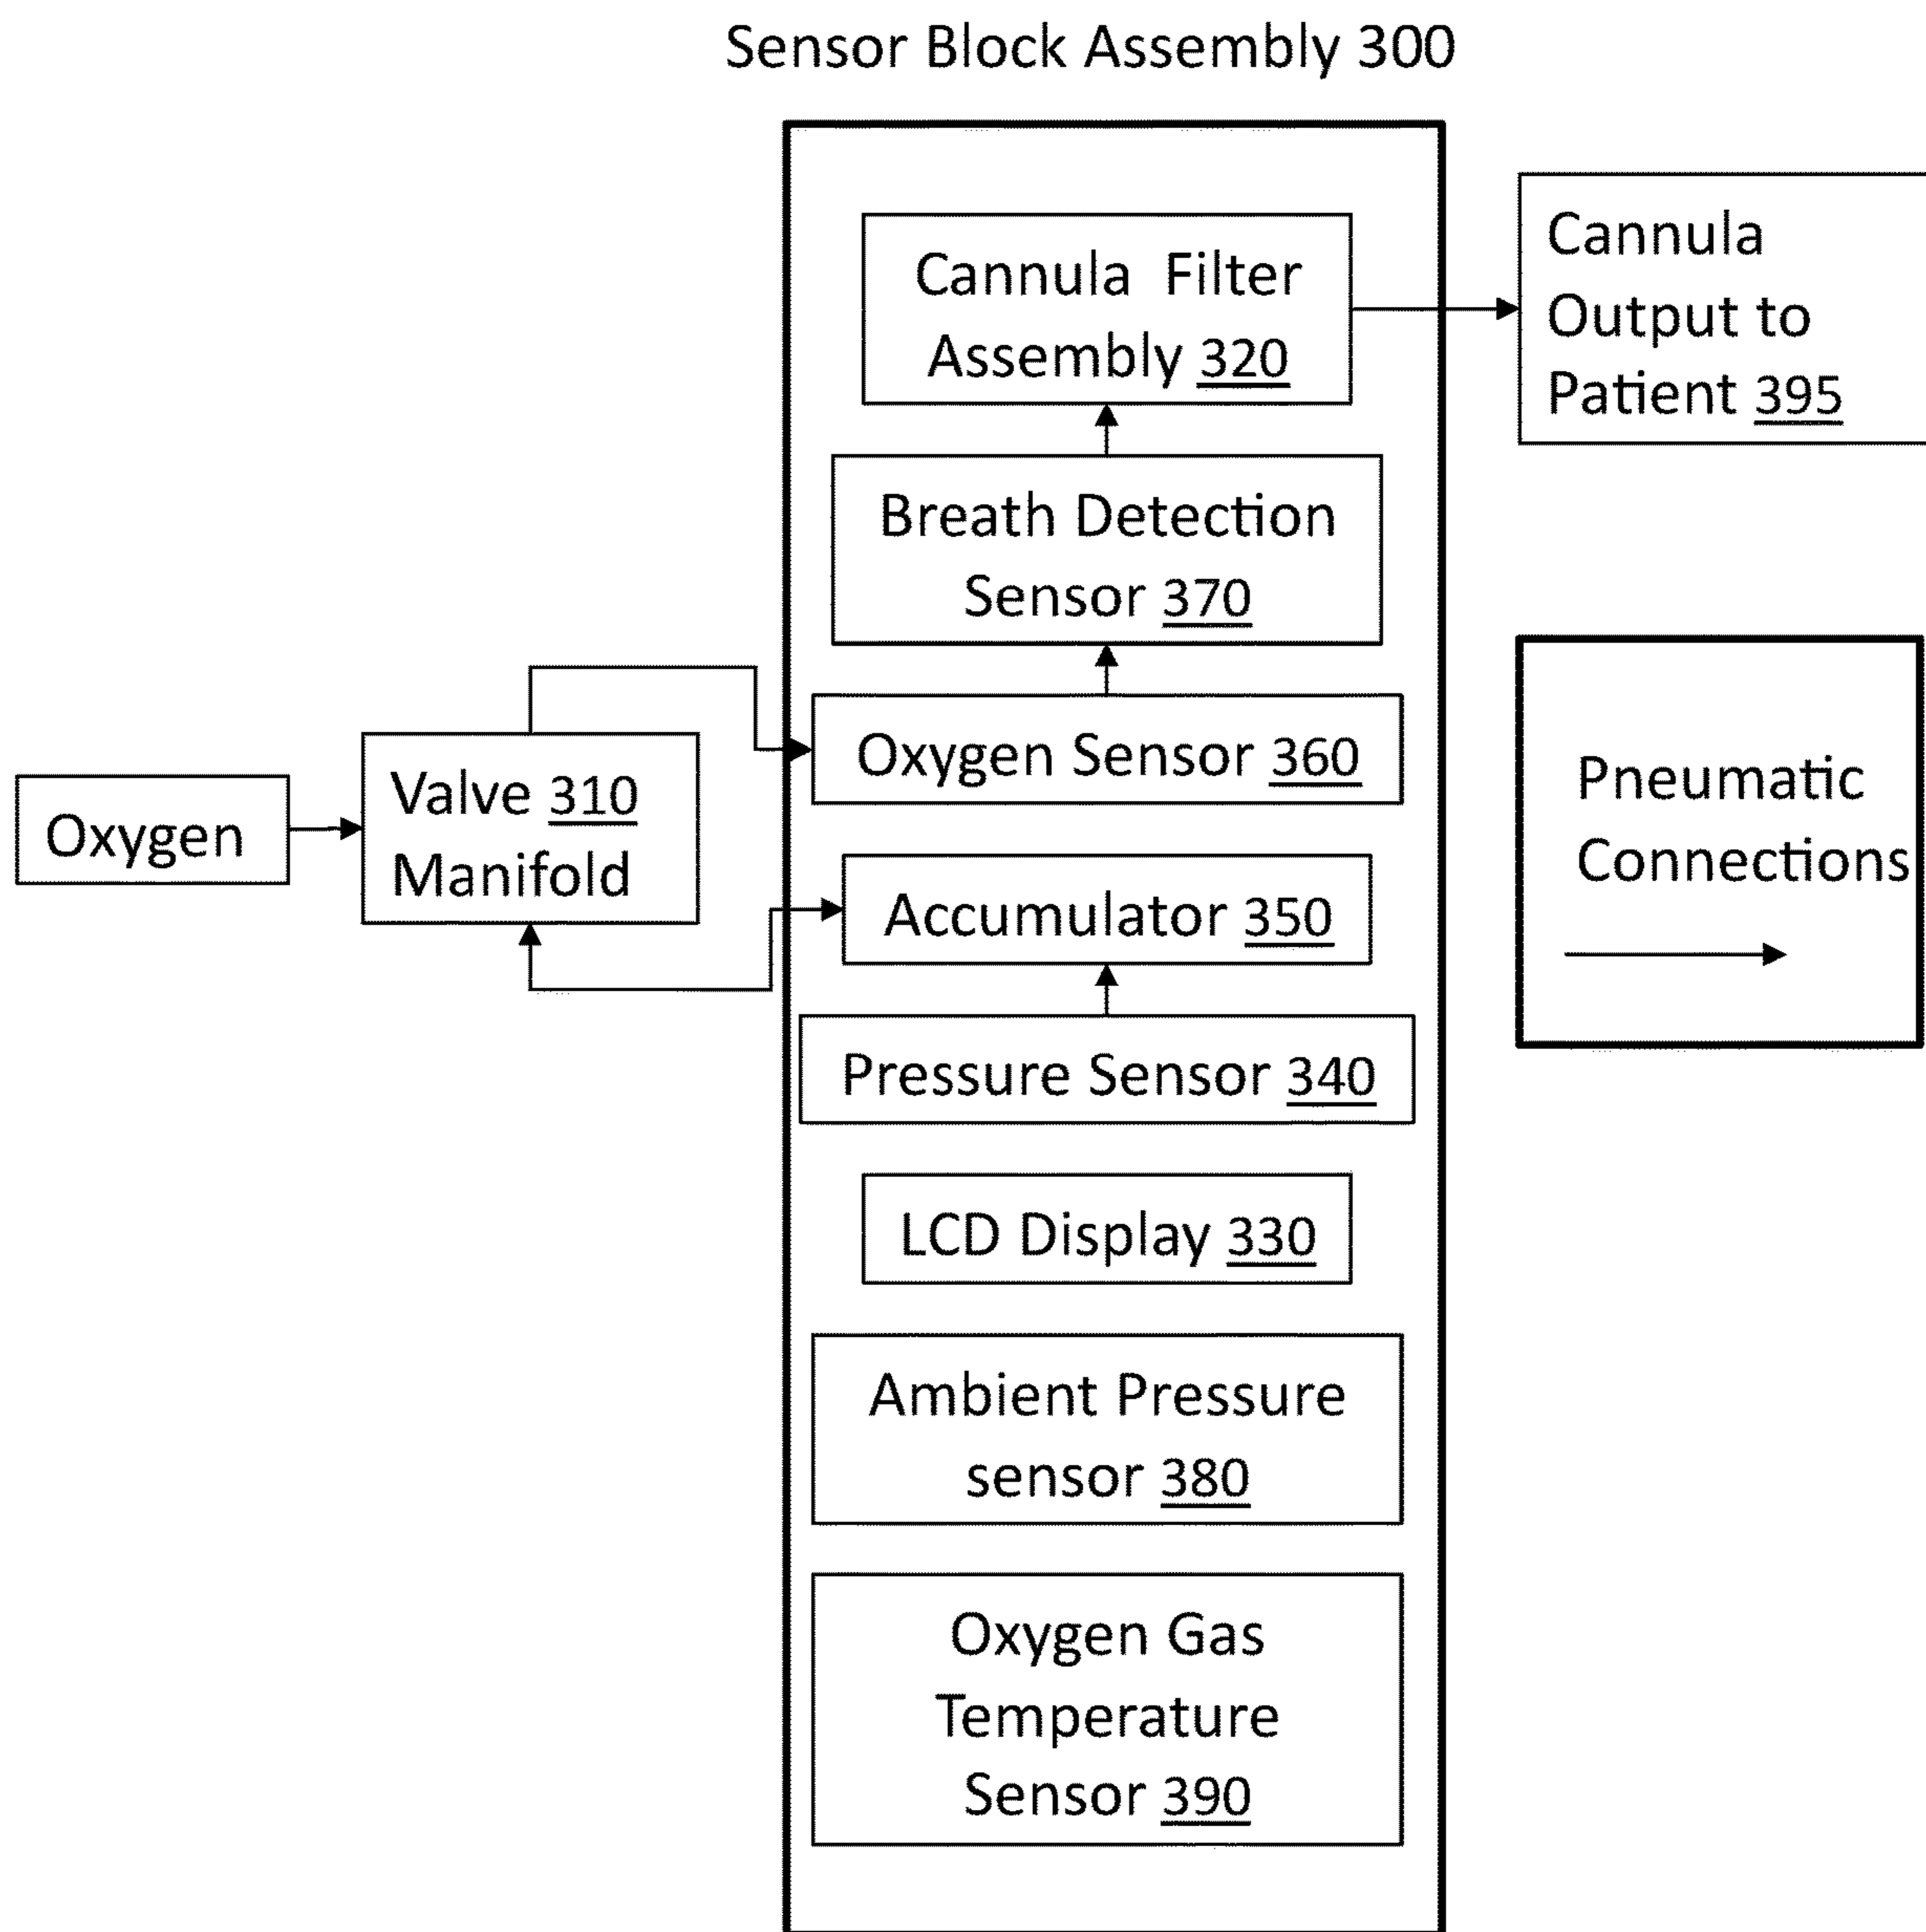 Sensor Block Assembly 300
Cannula Filter
Assembly 320
Cannula
Output to
Patient 395
Breath Detection
Sensor 370
Oxygen Sensor 360
Oxygen
Valve 310
Manifold
Accumulator 350
Pneumatic
Connections
Pressure Sensor 340
LCD Display 330
Ambient Pressure
sensor 380
Oxygen Gas
Temperature
Sensor 390